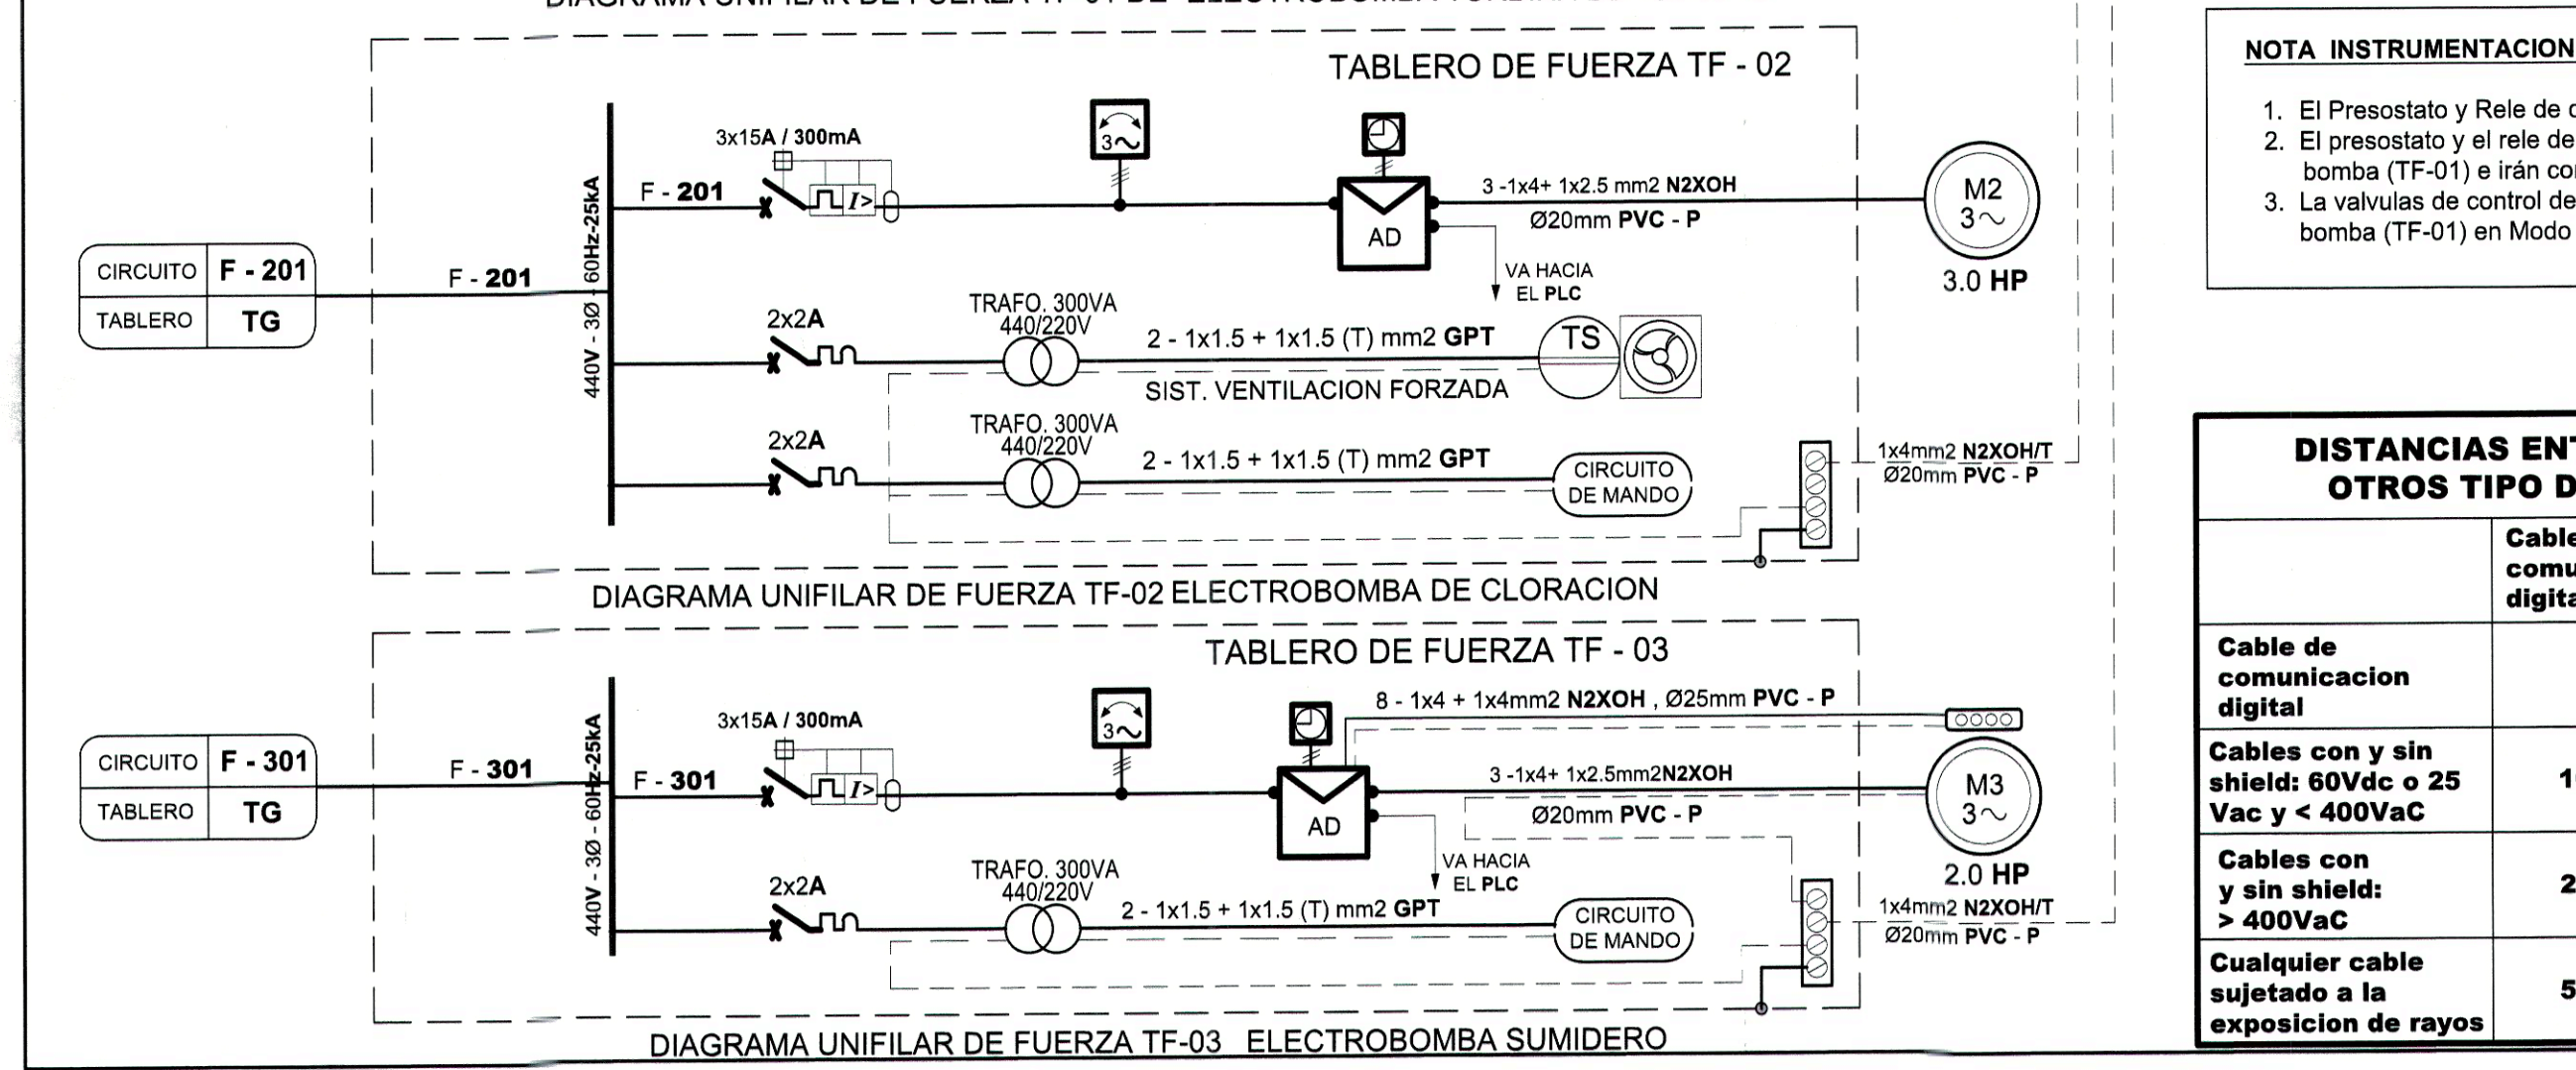 TABLERO DE FUERZA TF - 02
3x15A / 300mA
3~
F - 201
I>
3 -1x4+ 1x2.5 mm2 N2XOH
Ø20mm PVC - P
AD
M2
3~
3.0 HP
VA HACIA
EL PLC
CIRCUITO F - 201
TABLERO TG
F - 201
440V - 3Ø - 60Hz-25kA
2x2A
TRAFO. 300VA
440/220V
2 - 1x1.5 + 1x1.5 (T) mm2 GPT
SIST. VENTILACION FORZADA
TS
2x2A
TRAFO. 300VA
440/220V
2 - 1x1.5 + 1x1.5 (T) mm2 GPT
CIRCUITO
DE MANDO
1x4mm2 N2XOH/T
Ø20mm PVC - P
DIAGRAMA UNIFILAR DE FUERZA TF-02 ELECTROBOMBA DE CLORACION
TABLERO DE FUERZA TF - 03
3x15A / 300mA
3~
F - 301
I>
8 - 1x4 + 1x4mm2 N2XOH , Ø25mm PVC - P
3 -1x4+ 1x2.5mm2N2XOH
Ø20mm PVC - P
AD
M3
3~
2.0 HP
VA HACIA
EL PLC
CIRCUITO F - 301
TABLERO TG
F - 301
440V - 3Ø - 60Hz-25kA
2x2A
TRAFO. 300VA
440/220V
2 - 1x1.5 + 1x1.5 (T) mm2 GPT
CIRCUITO
DE MANDO
1x4mm2 N2XOH/T
Ø20mm PVC - P
DIAGRAMA UNIFILAR DE FUERZA TF-03 ELECTROBOMBA SUMIDERO
NOTA INSTRUMENTACION
1. El Presostato y Rele de
2. El presostato y el rele de
bomba (TF-01) e irán
3. La valvulas de control de
bomba (TF-01) en Modo
DISTANCIAS
OTROS TIPO
Cable de
comunicacion
digital
Cables con y sin
shield: 60Vdc o 25
Vac y < 400VaC
Cables con
y sin shield:
> 400VaC
Cualquier cable
sujetado a la
exposicion de rayos